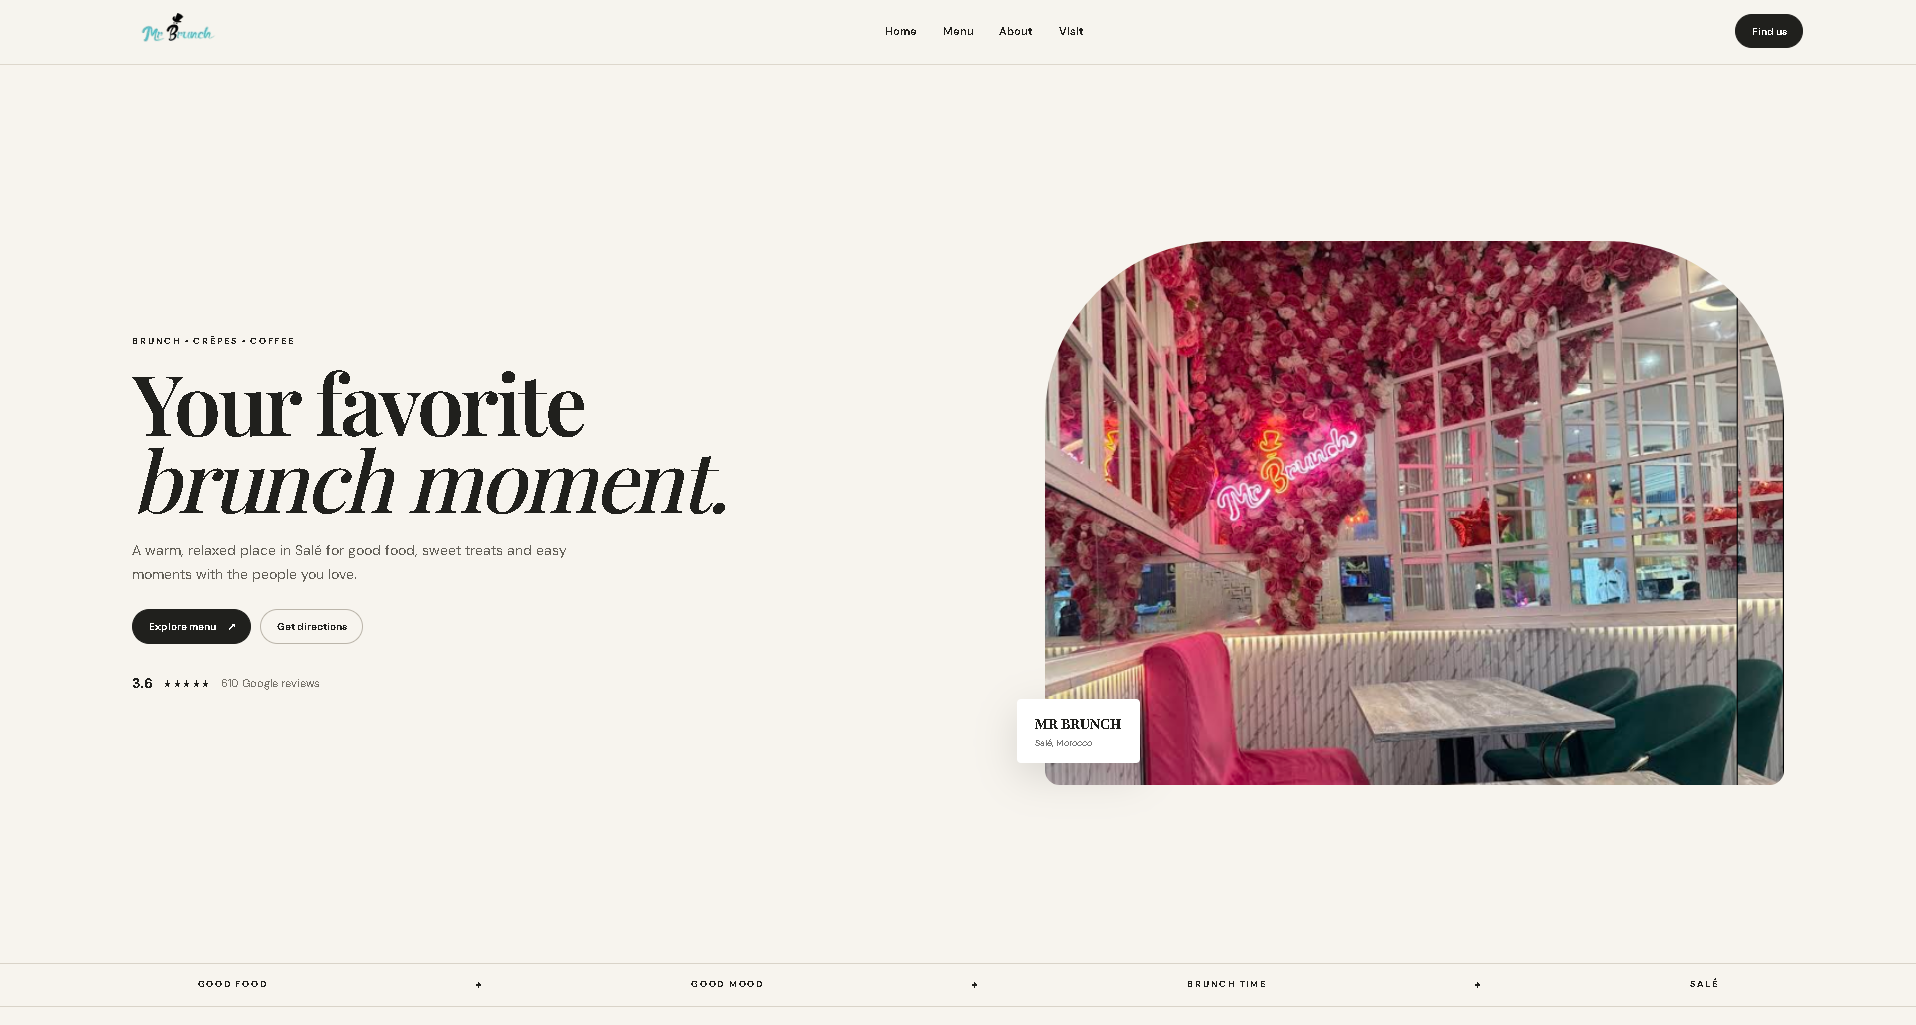 Mr Brunch
Home
Menu
About
Visit
Find us
BRUNCH • CRÊPES • COFFEE
Your favorite
brunch moment.
A warm, relaxed place in Salé for good food, sweet treats and easy
moments with the people you love.
Explore menu ↗
Get directions
3.6 ★★★★★ 610 Google reviews
Mr Brunch
MR BRUNCH
Salé, Morocco
GOOD FOOD ✦ GOOD MOOD ✦ BRUNCH TIME ✦ SALÉ